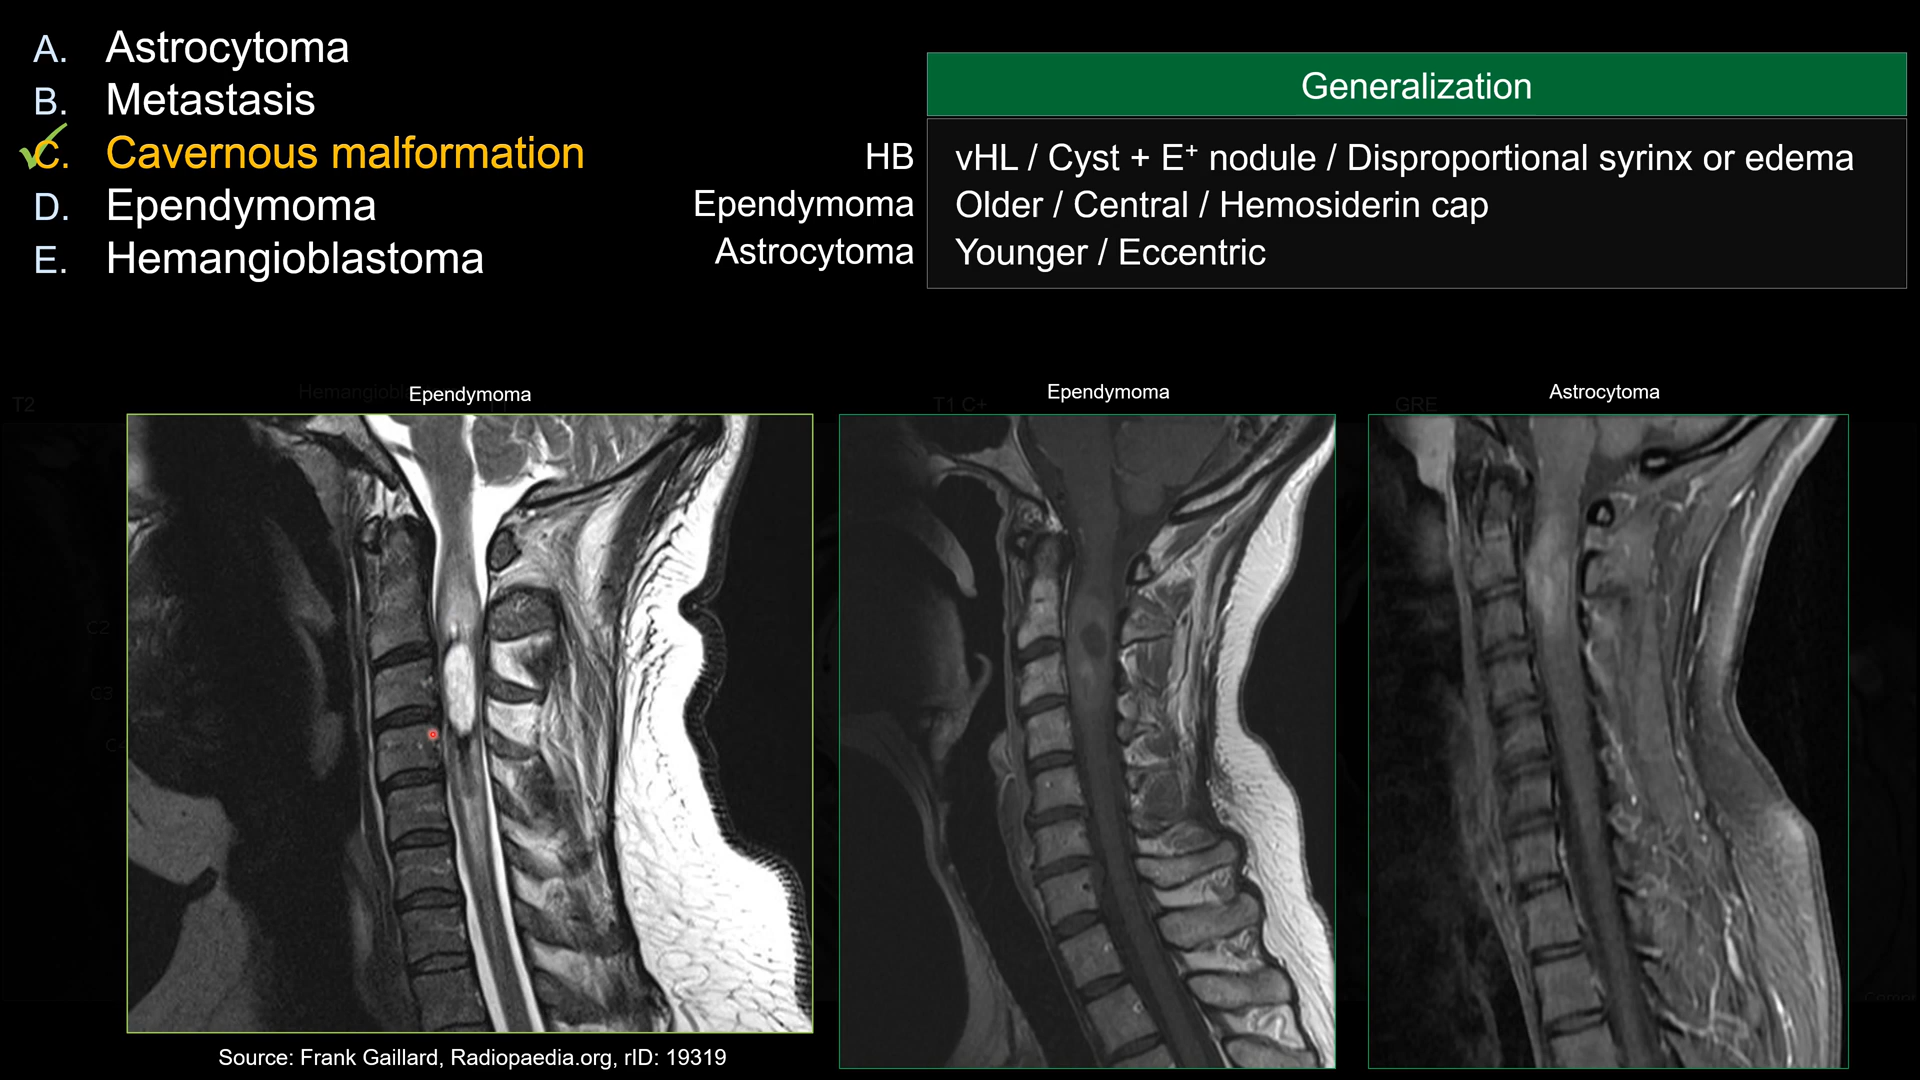 A. Astrocytoma
B. Metastasis
C. Cavernous malformation
D. Ependymoma
E. Hemangioblastoma
Generalization
HB vHL / Cyst + E⁺ nodule / Disproportional syrinx or edema
Ependymoma Older / Central / Hemosiderin cap
Astrocytoma Younger / Eccentric
Ependymoma
Ependymoma
Astrocytoma
T2
T1 C+
GRE
C2
C3
Source: Frank Gaillard, Radiopaedia.org, rID: 19319